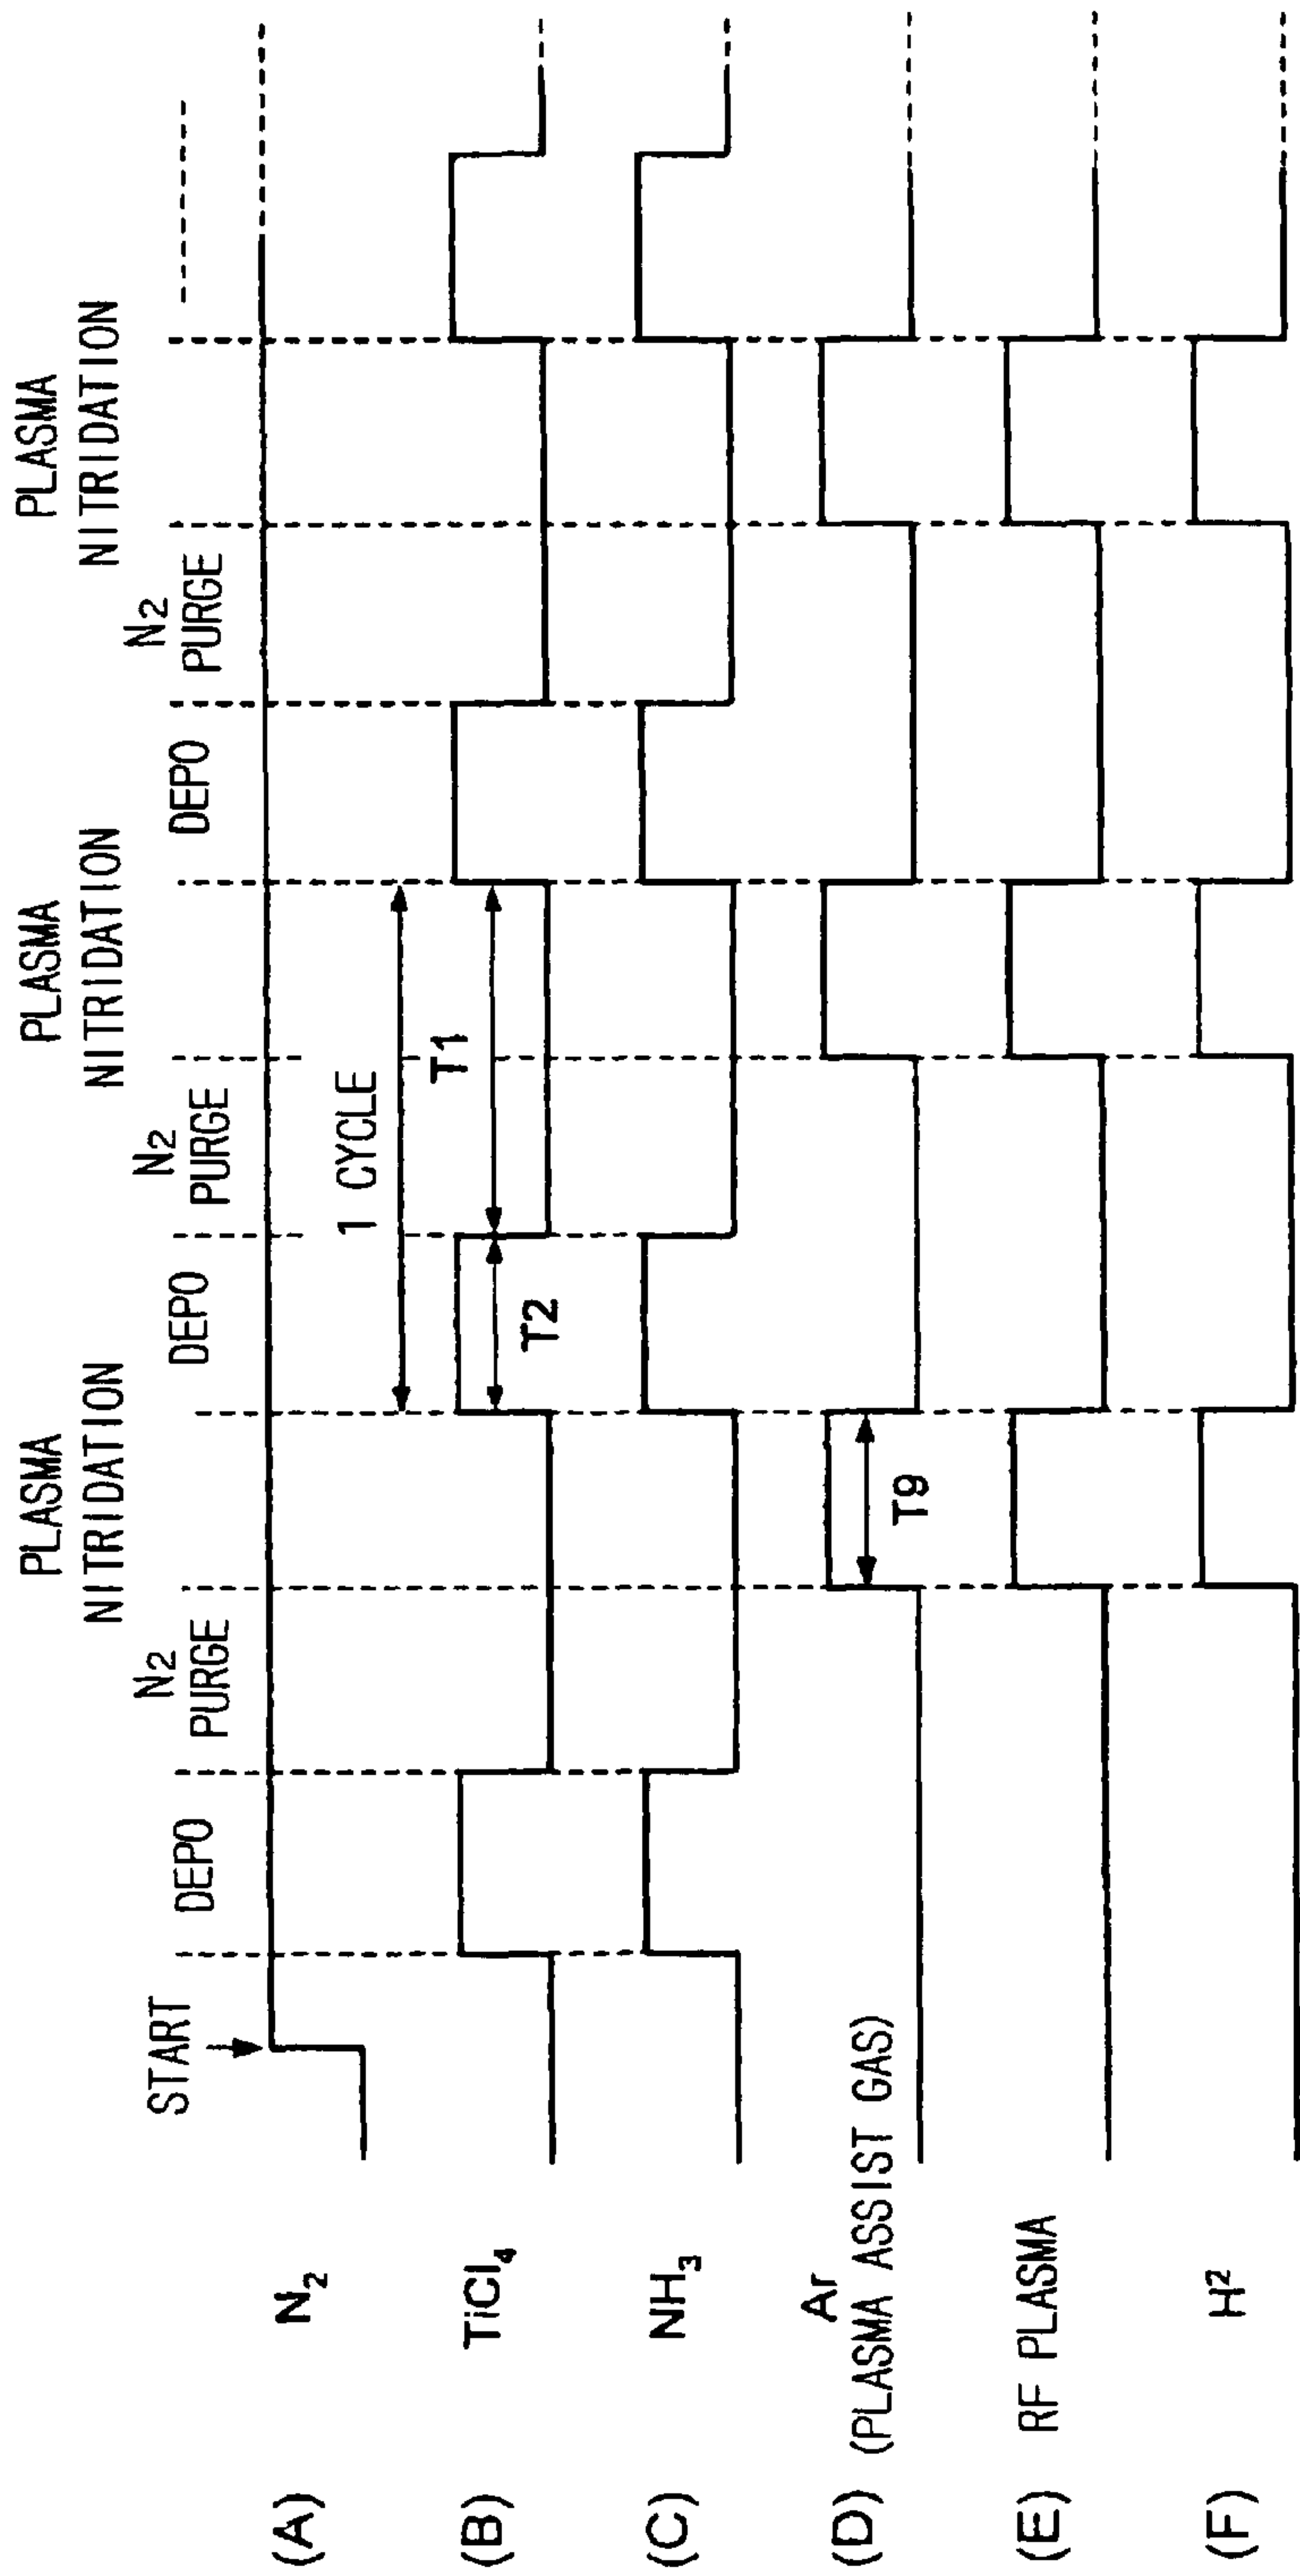 PLASMA
NITRIDATION
PLASMA
NITRIDATION
PLASMA
NITRIDATION
START
DEPO
N2
PURGE
DEPO
N2
PURGE
DEPO
N2
PURGE
(A) N₂
1 CYCLE
(B) TiCl₄
T2
T1
(C) NH₃
(D) Ar
(PLASMA ASSIST GAS)
T9
(E) RF PLASMA
(F) H²